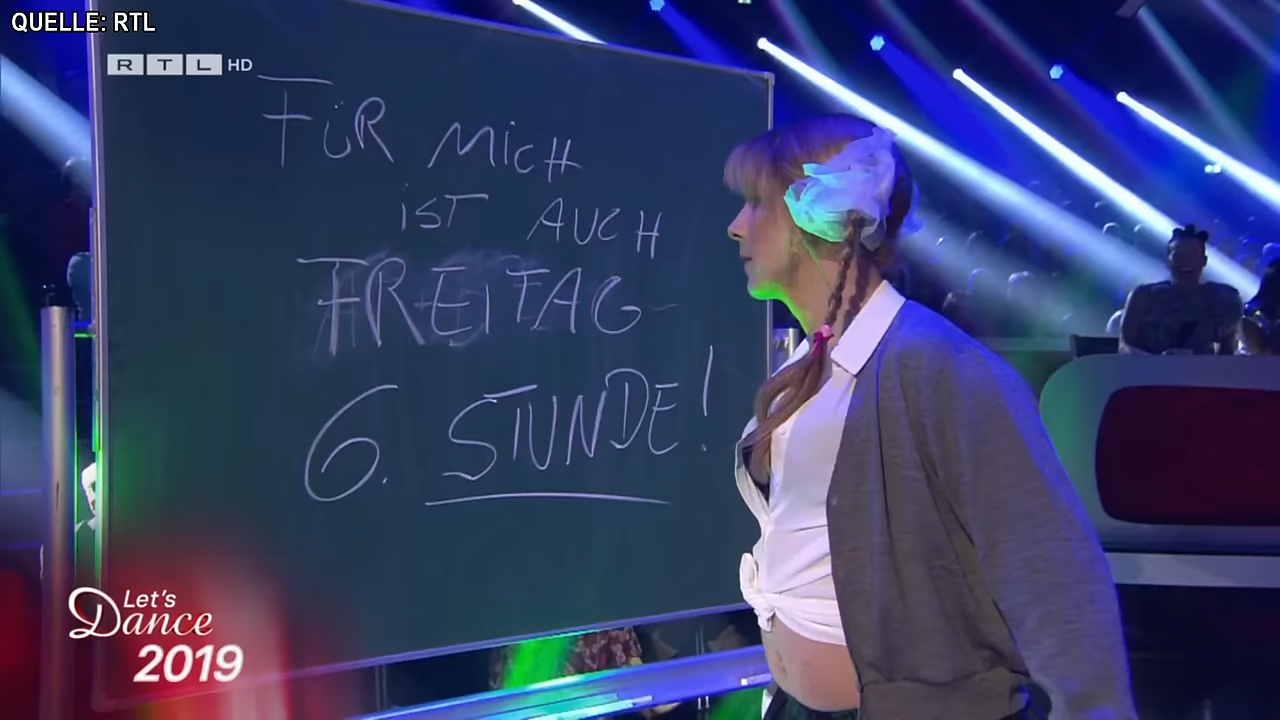 QUELLE: RTL
RTL HD
FÜR MiCH
iST AUCH
FREiTAG
6. STUNDE!
Let's
Dance
2019